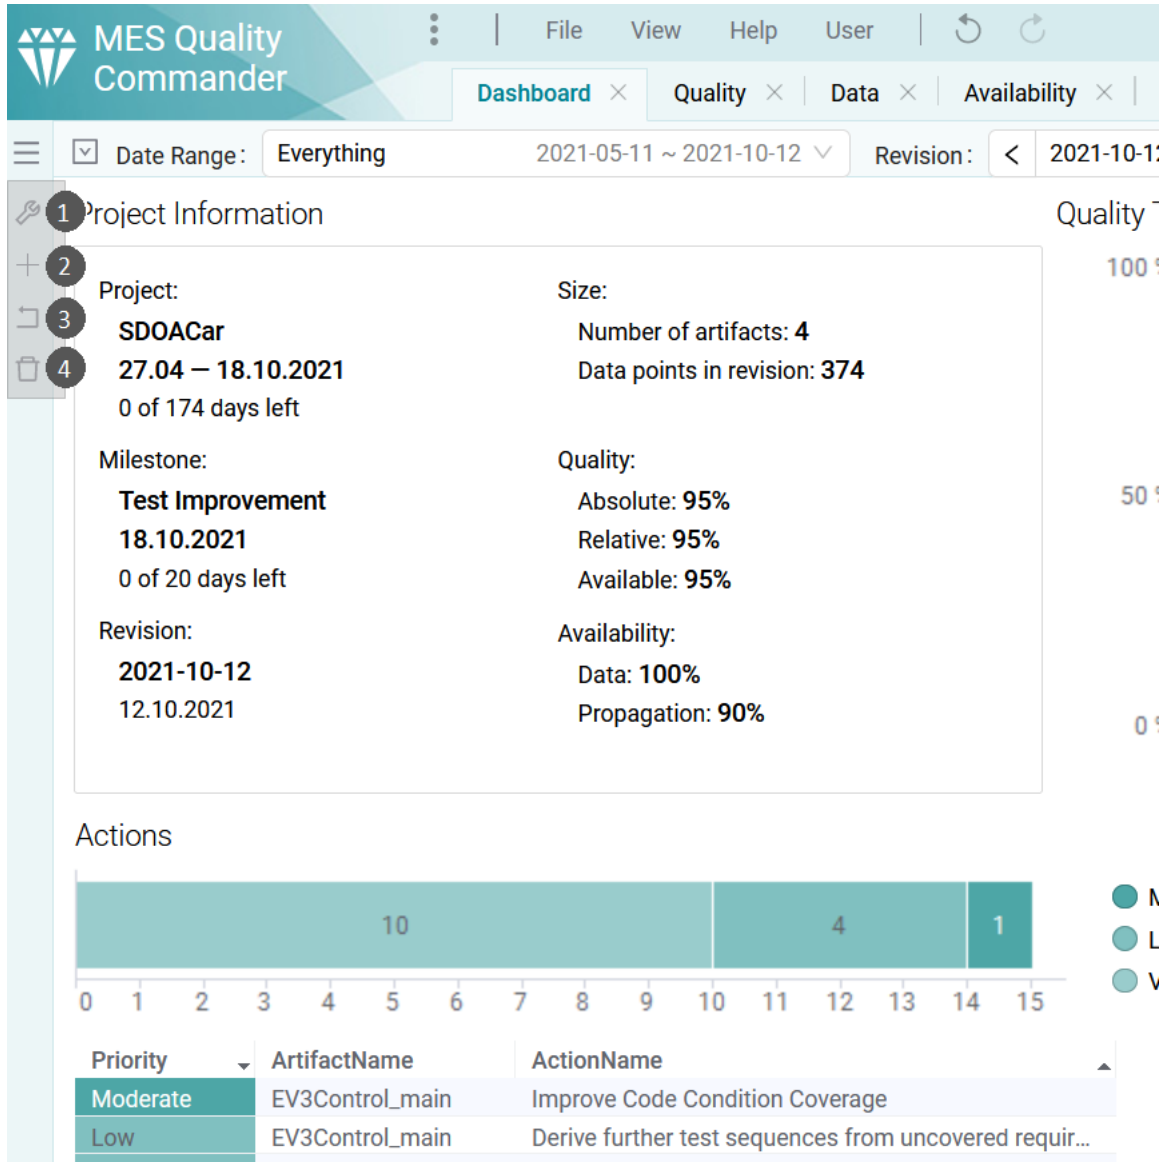 MES Quality
Commander
File View Help User
Dashboard Quality Data Availability
Date Range: Everything 2021-05-11 ~ 2021-10-12 Revision: < 2021-10-12
1 Project Information
2
3
4
Quality
100 %
50 %
0 %
Project:
SDOACar
27.04 — 18.10.2021
0 of 174 days left
Size:
Number of artifacts: 4
Data points in revision: 374
Milestone:
Test Improvement
18.10.2021
0 of 20 days left
Quality:
Absolute: 95%
Relative: 95%
Available: 95%
Revision:
2021-10-12
12.10.2021
Availability:
Data: 100%
Propagation: 90%
Actions
10 4 1
0 1 2 3 4 5 6 7 8 9 10 11 12 13 14 15
M
L
V
Priority ArtifactName ActionName
Moderate EV3Control_main Improve Code Condition Coverage
Low EV3Control_main Derive further test sequences from uncovered requir...